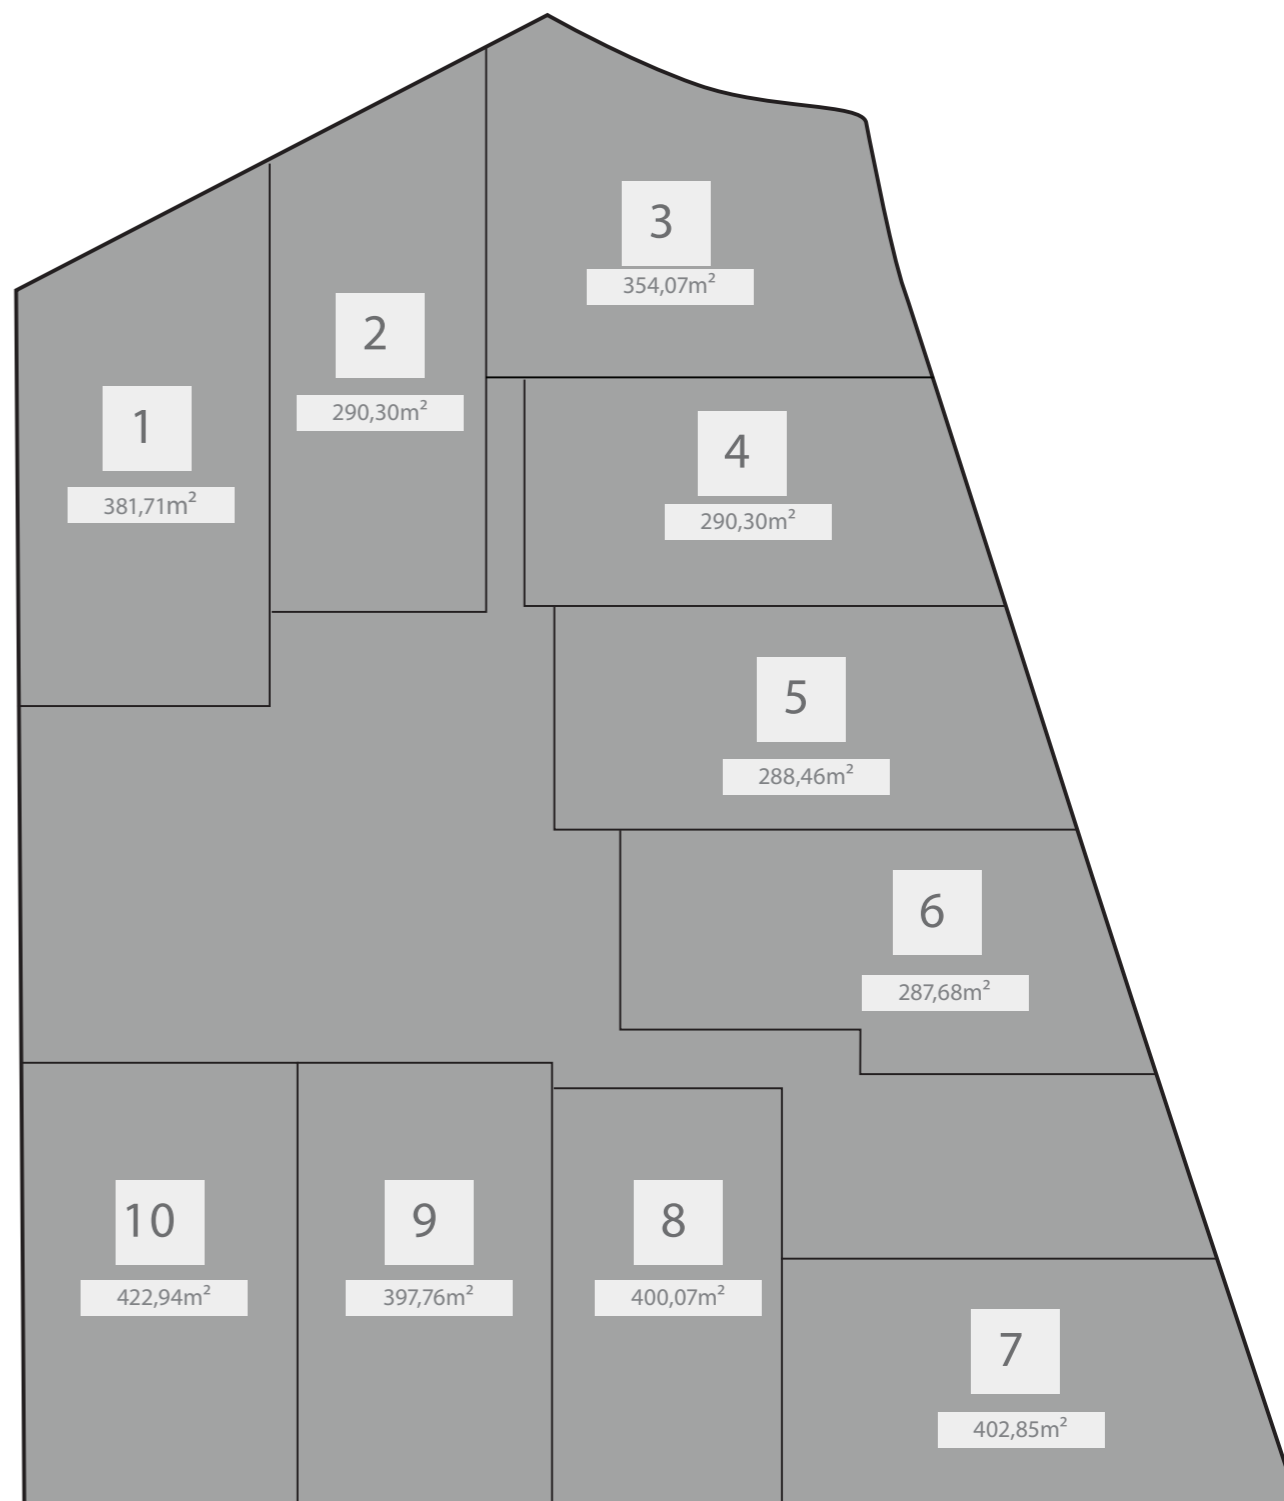 1
381,71m²
2
290,30m²
3
354,07m²
4
290,30m²
5
288,46m²
6
287,68m²
7
402,85m²
8
400,07m²
9
397,76m²
10
422,94m²